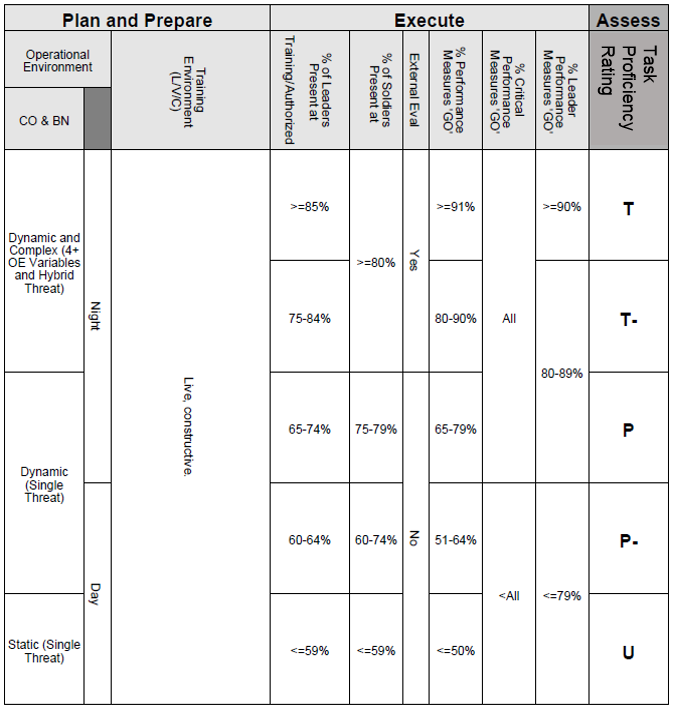 Plan and Prepare
Execute
Assess
Operational
Environment
CO & BN
Training
Environment
(L/V/C)
% of Leaders
Present at
Training/Authorized
% of Soldiers
Present at
External Eval
% Performance
Measures 'GO'
% Critical
Performance
Measures 'GO'
% Leader
Performance
Measures 'GO'
Task
Proficiency
Rating
Dynamic and
Complex (4+
OE Variables
and Hybrid
Threat)
Night
Live, constructive.
>=85%
>=80%
Yes
>=91%
All
>=90%
T
75-84%
80-90%
80-89%
T-
Dynamic
(Single
Threat)
65-74%
75-79%
No
65-79%
P
Day
60-64%
60-74%
51-64%
<All
<=79%
P-
Static (Single
Threat)
<=59%
<=59%
<=50%
U